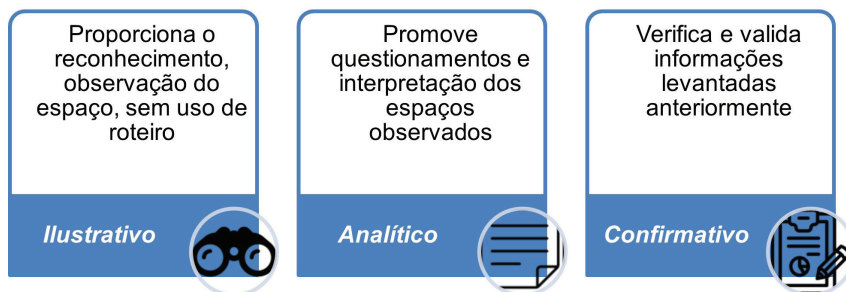 Proporciona o
reconhecimento,
observação do
espaço, sem uso de
roteiro
Ilustrativo
Promove
questionamentos e
interpretação dos
espaços
observados
Analítico
Verifica e valida
informações
levantadas
anteriormente
Confirmativo